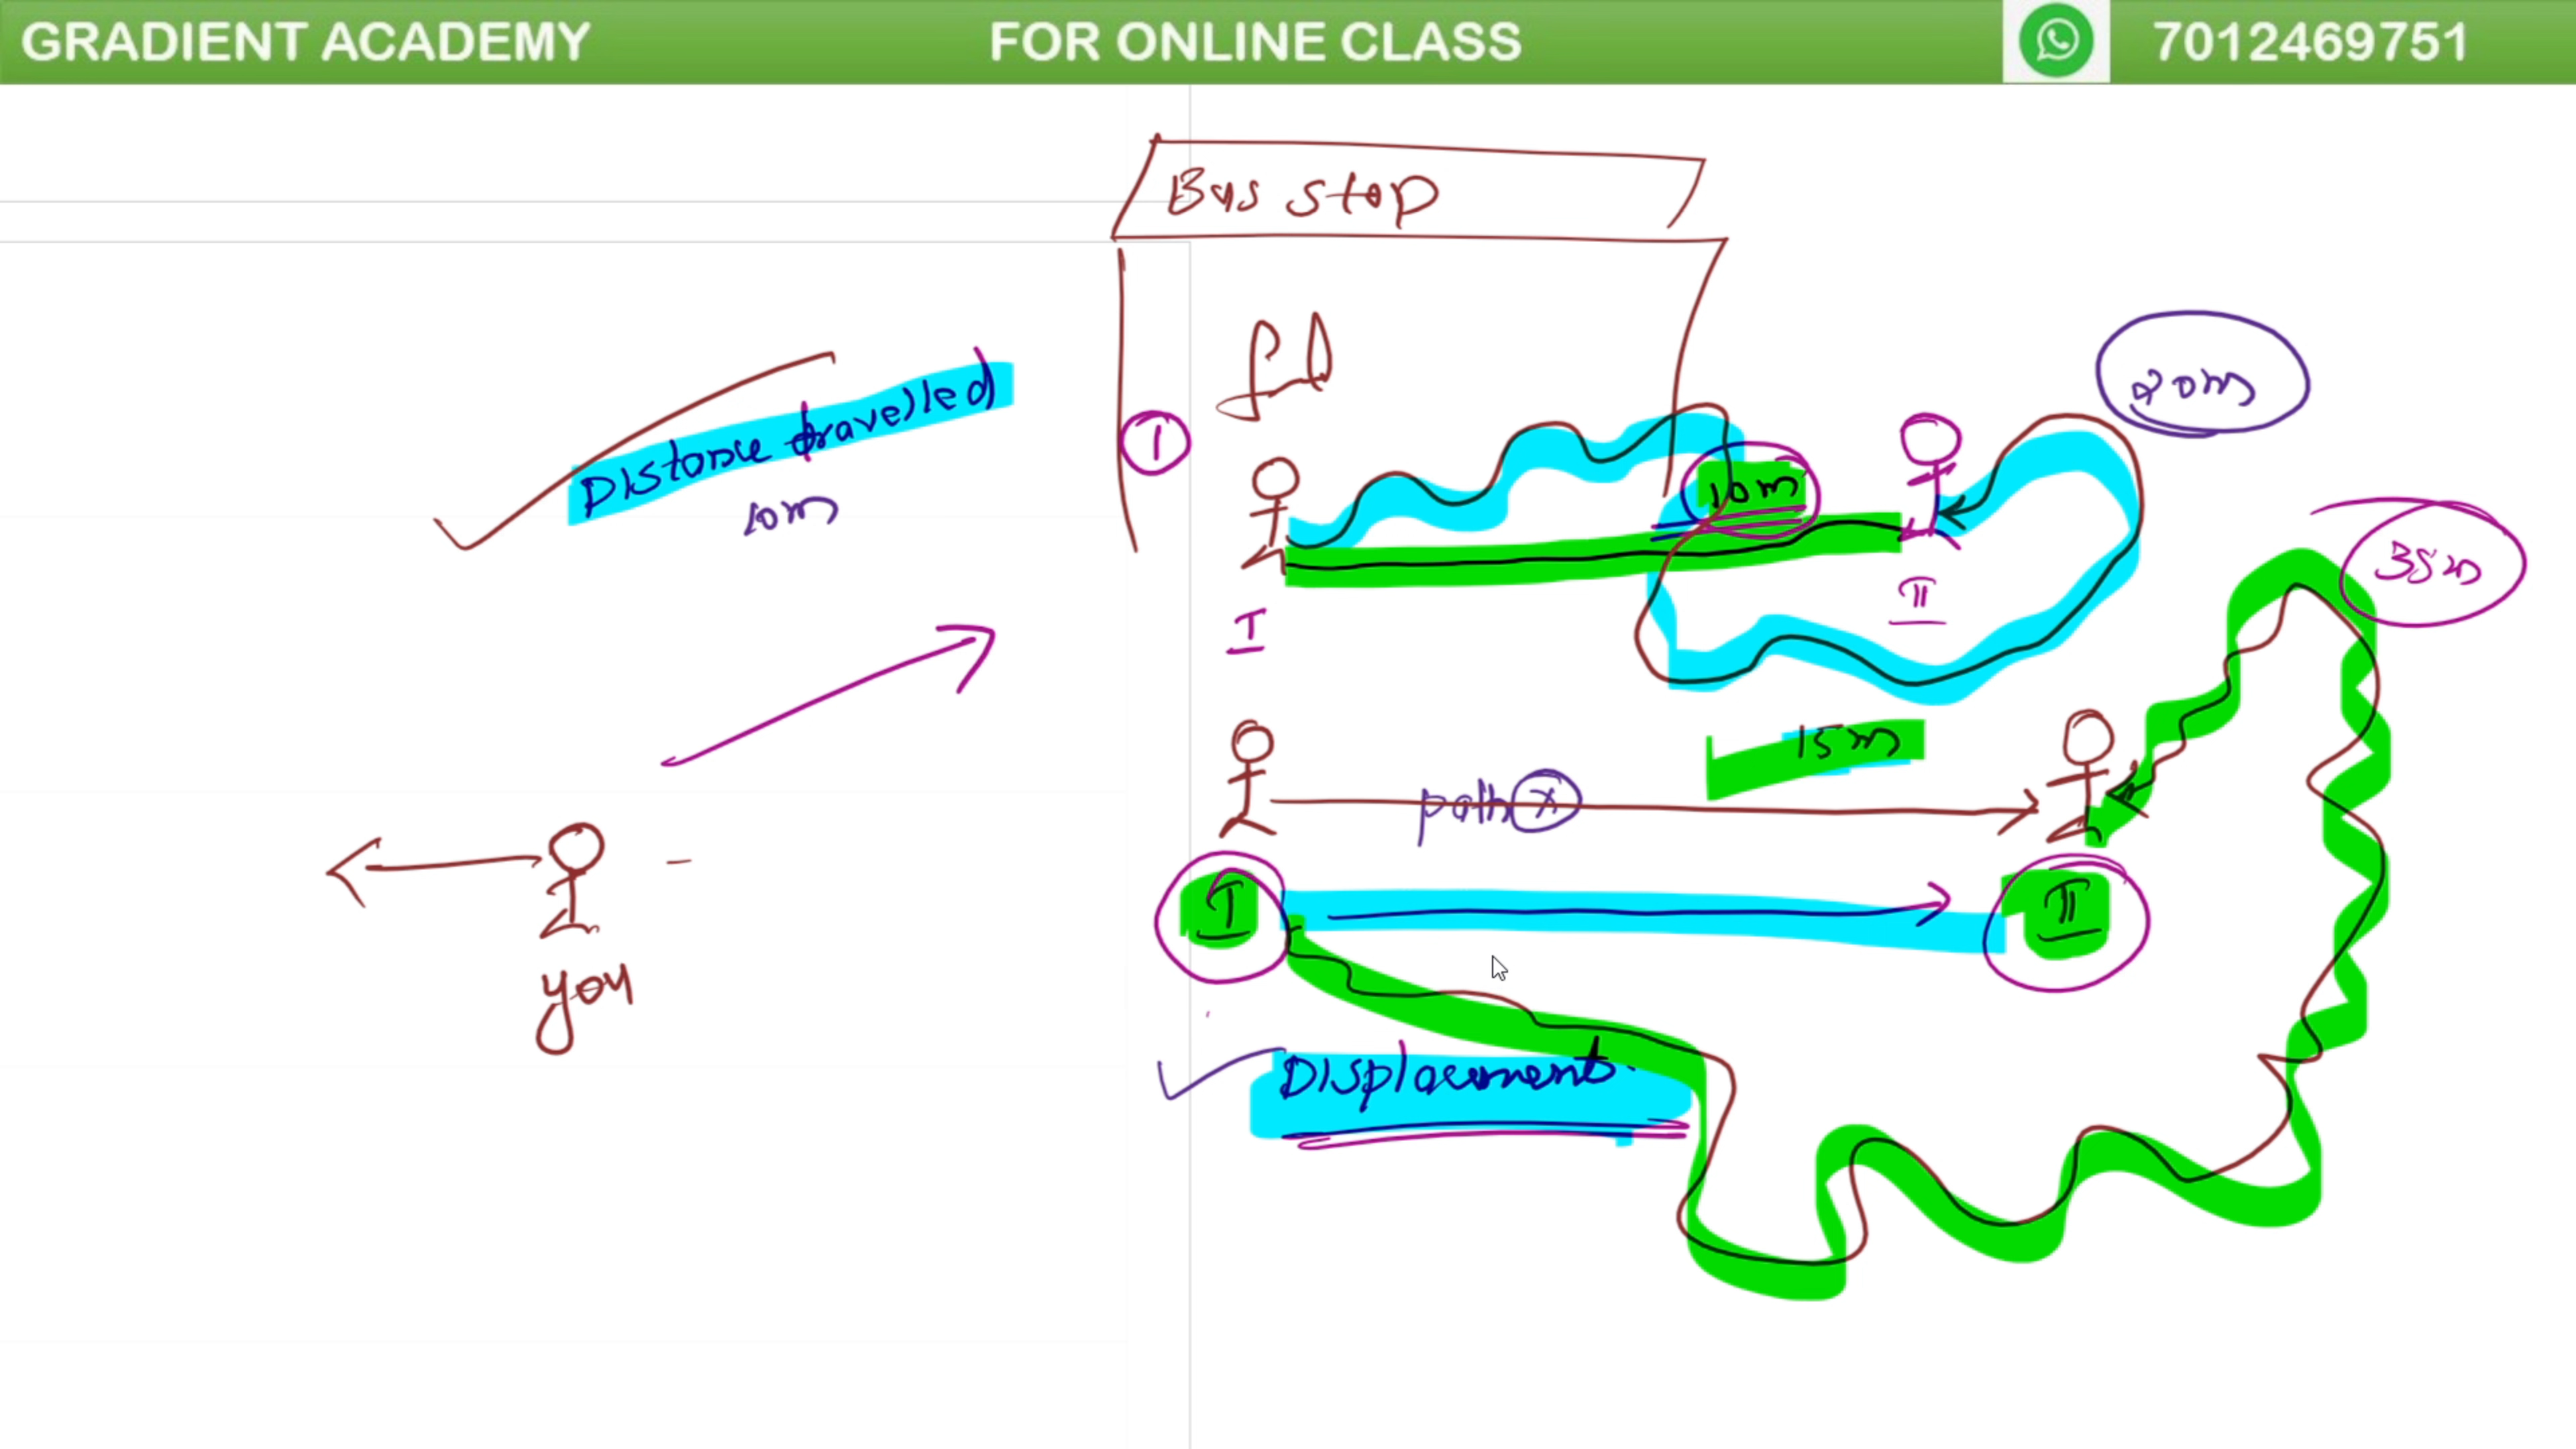 GRADIENT ACADEMY FOR ONLINE CLASS 7012469751
Bus stop
Distance travelled
10m
I
10m
20m
I
II
35m
15m
path x
I
II
you
Displacement